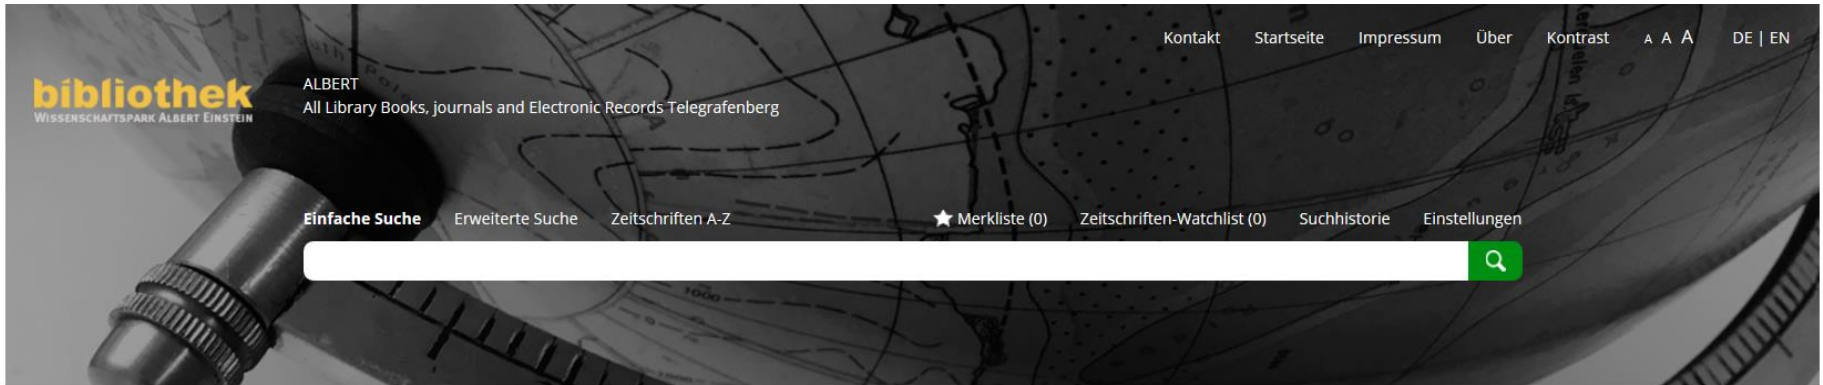 Kontakt Startseite Impressum Über Kontrast A A A DE | EN
bibliothek
WISSENSCHAFTSPARK ALBERT EINSTEIN
ALBERT
All Library Books, journals and Electronic Records Telegrafenberg
Einfache Suche Erweiterte Suche Zeitschriften A-Z Merkliste (0) Zeitschriften-Watchlist (0) Suchhistorie Einstellungen
1000